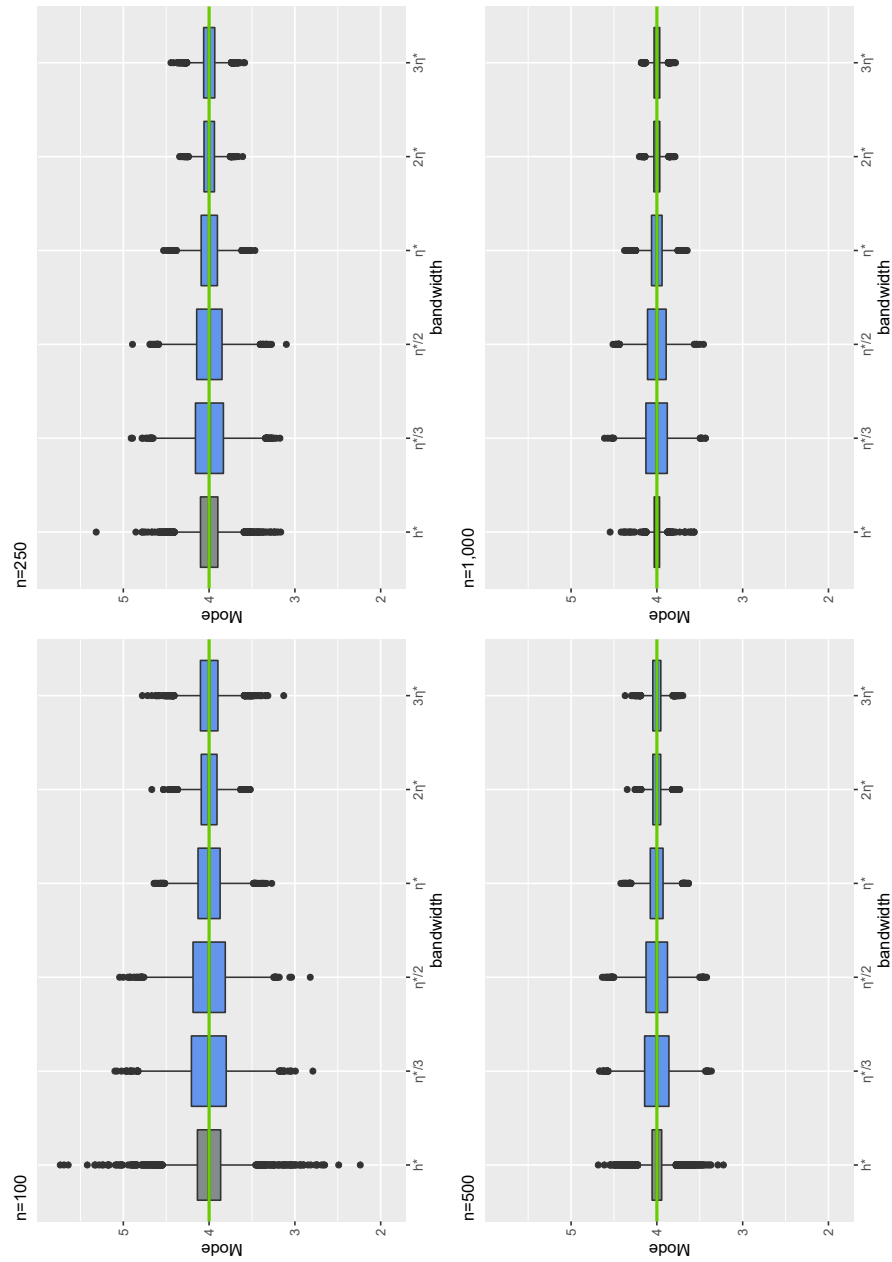 n=100
5
4
3
2
Mode
h*
η*/3
η*/2
η*
2η*
3η*
bandwidth
n=250
5
4
3
2
Mode
h*
η*/3
η*/2
η*
2η*
3η*
bandwidth
n=500
5
4
3
2
Mode
h*
η*/3
η*/2
η*
2η*
3η*
bandwidth
n=1,000
5
4
3
2
Mode
h*
η*/3
η*/2
η*
2η*
3η*
bandwidth